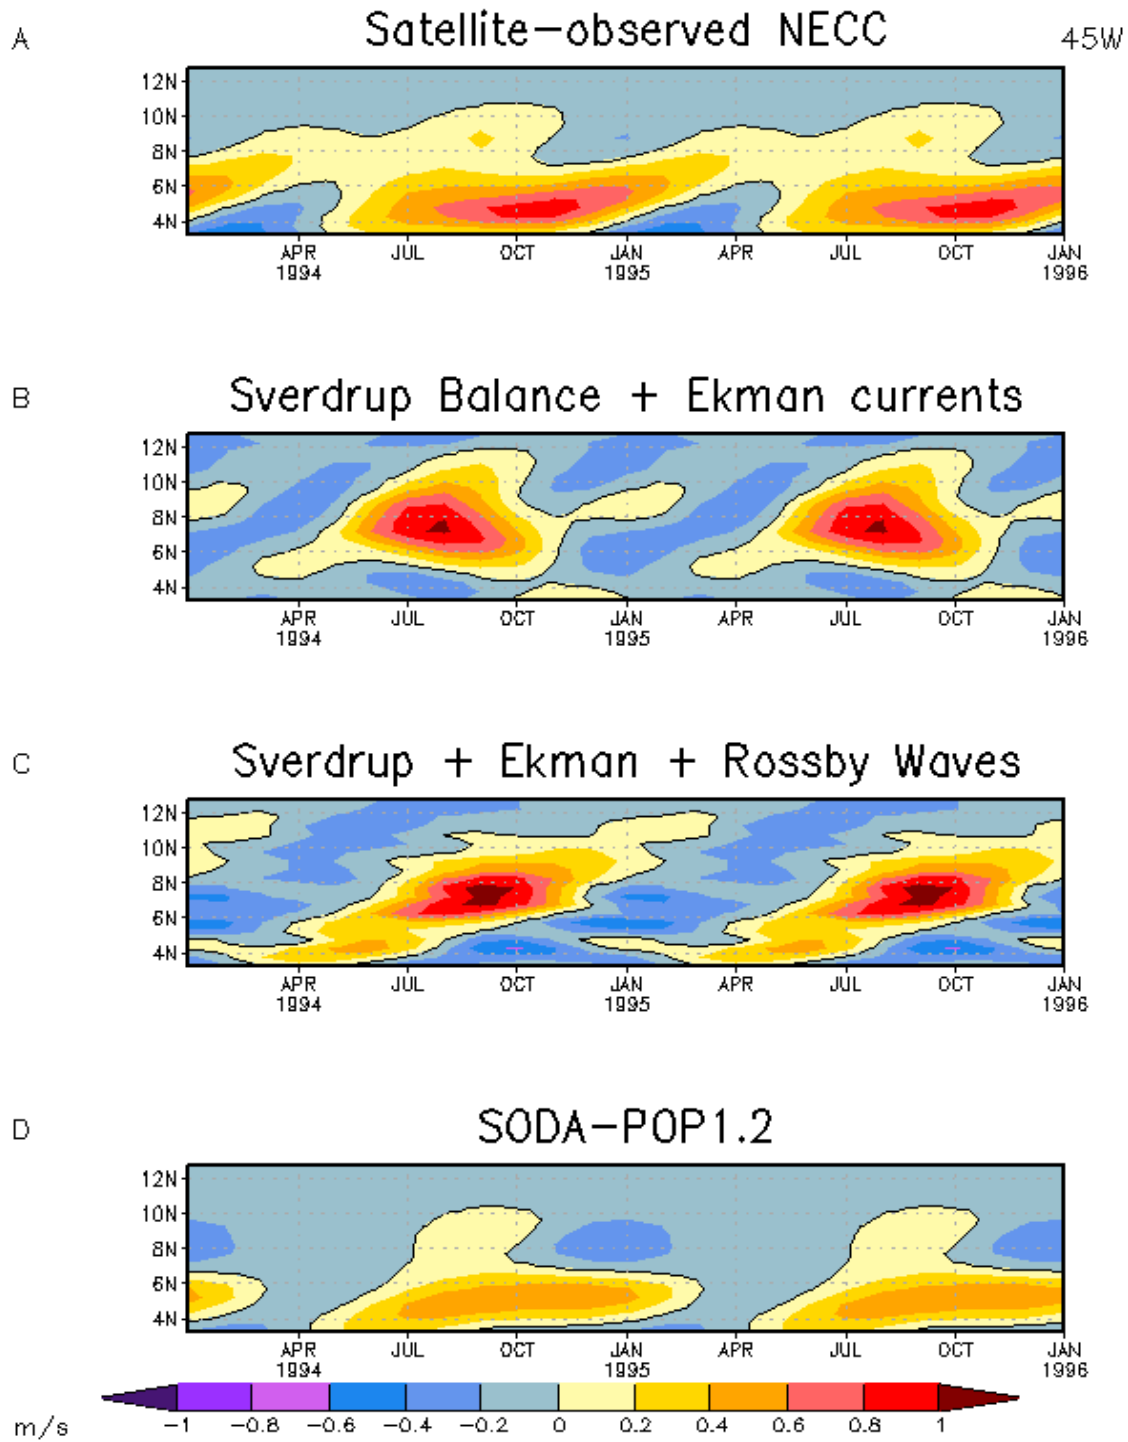 A
Satellite-observed NECC
45W
12N
10N
8N
6N
4N
APR JUL OCT JAN APR JUL OCT JAN
1994 1995 1996
B
Sverdrup Balance + Ekman currents
12N
10N
8N
6N
4N
APR JUL OCT JAN APR JUL OCT JAN
1994 1995 1996
C
Sverdrup + Ekman + Rossby Waves
12N
10N
8N
6N
4N
APR JUL OCT JAN APR JUL OCT JAN
1994 1995 1996
D
SODA-POP1.2
12N
10N
8N
6N
4N
APR JUL OCT JAN APR JUL OCT JAN
1994 1995 1996
m/s -1 -0.8 -0.6 -0.4 -0.2 0 0.2 0.4 0.6 0.8 1